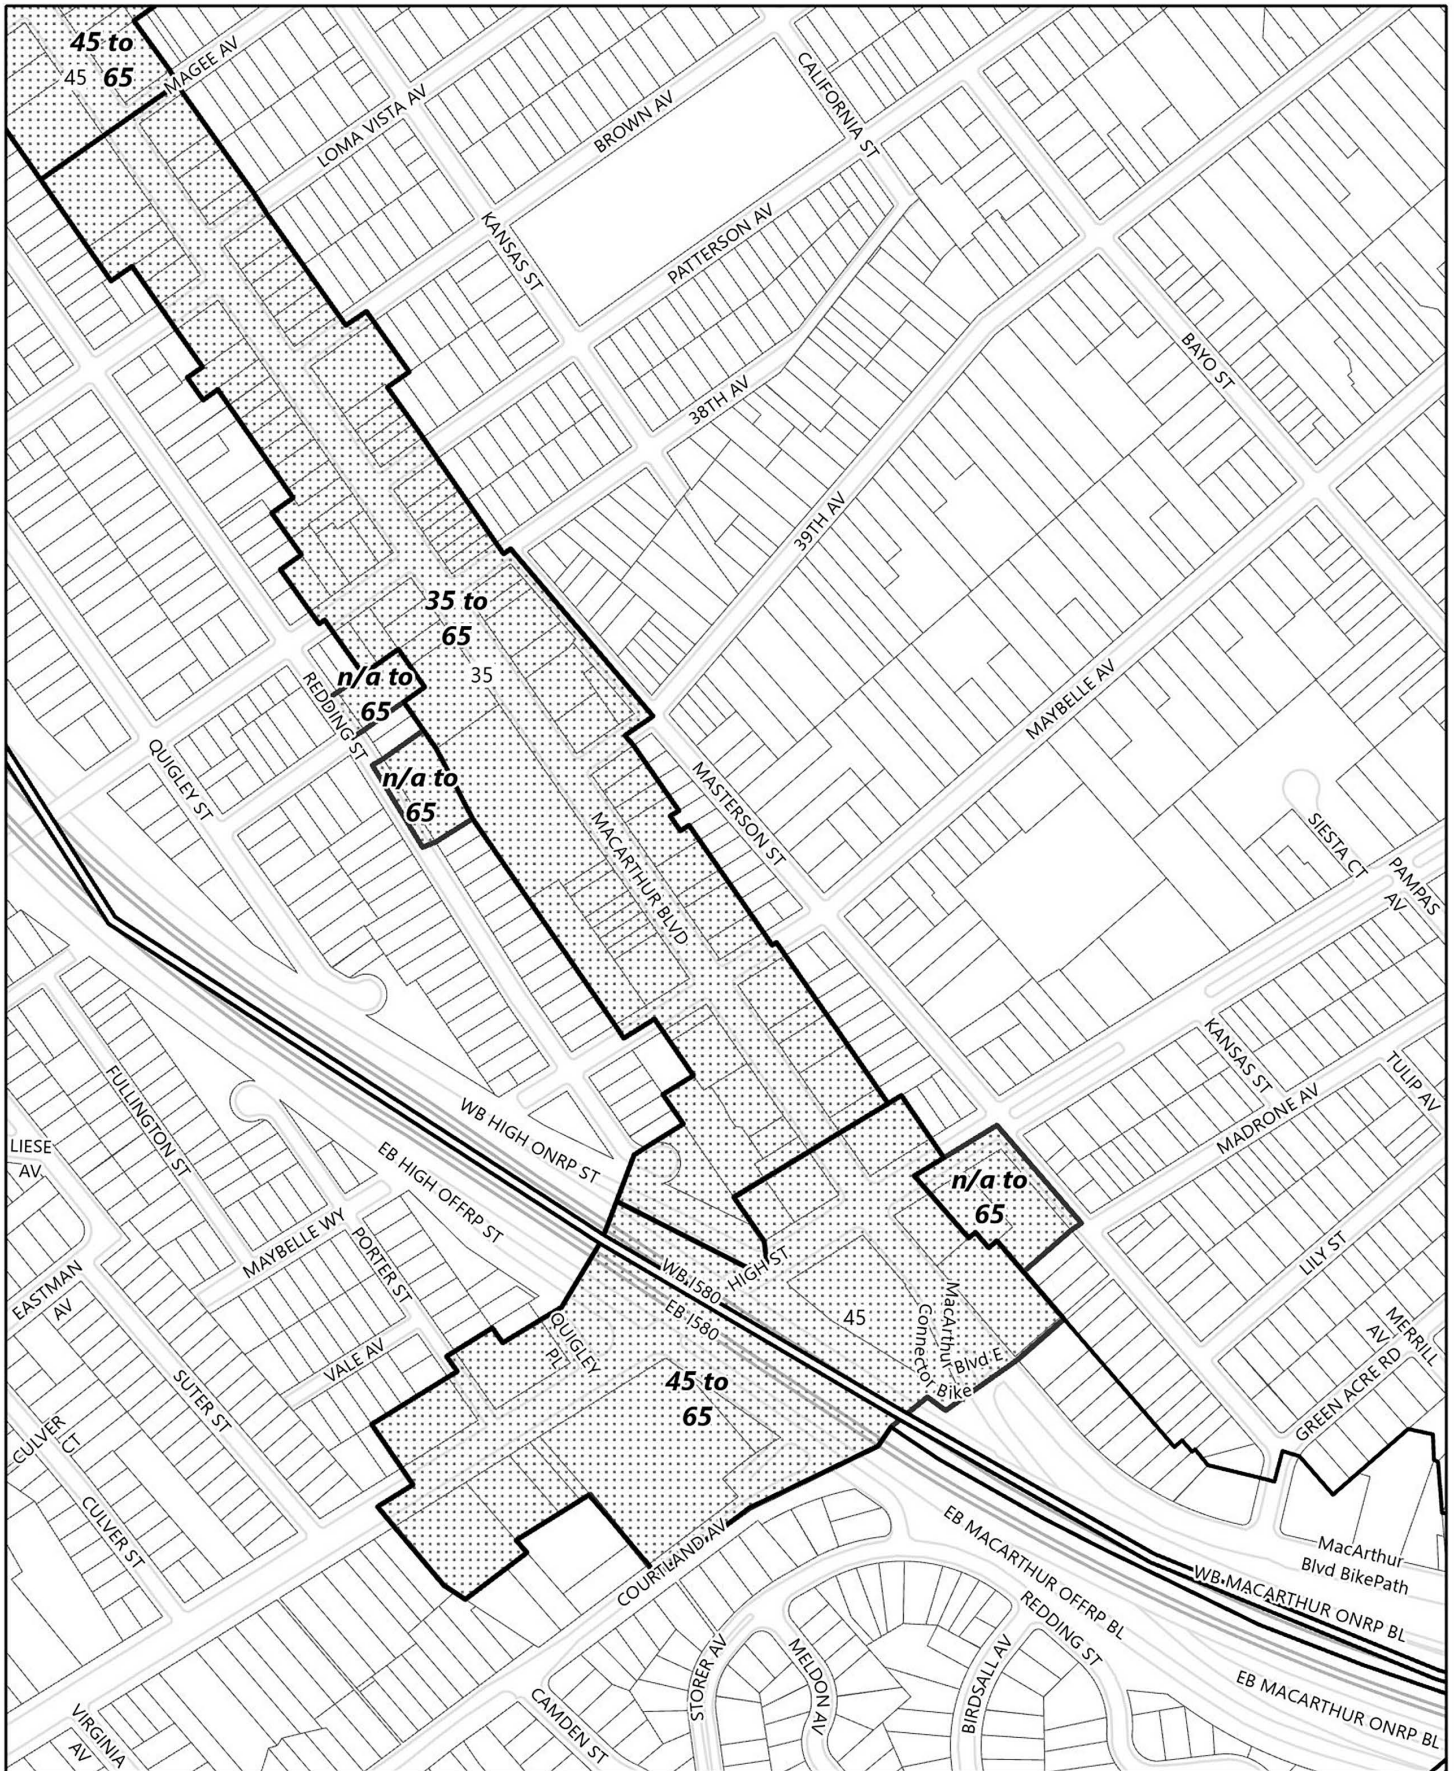 45 to
45 65
MAGEE AV
LOMA VISTA AV
BROWN AV
CALIFORNIA ST
KANSAS ST
PATTERSON AV
38TH AV
BAYO ST
39TH AV
35 to
65
35
n/a to
65
REDDING ST
n/a to
65
QUIGLEY ST
MAYBELLE AV
MASTERSON ST
MACARTHUR BLVD
SIESTA CT
PAMPAS
AV
KANSAS ST
MADRONE AV
TULIP AV
FULLINGTON ST
LIESE
AV
WB HIGH ONRP ST
EB HIGH OFFRP ST
MAYBELLE WY
PORTER ST
n/a to
65
LILY ST
EASTMAN
AV
WB I580
HIGH ST
EB I580
45
MacArthur
Blvd E
Connector Bike
MERRILL
AV
GREEN ACRE RD
QUIGLEY
PL
VALE AV
SUTER ST
45 to
65
CULVER
CT
CULVER ST
COURTLAND AV
EB MACARTHUR OFFRP BL
MacArthur
Blvd BikePath
WB MACARTHUR ONRP BL
REDDING ST
STORER AV
MELDON AV
BIRDSALL AV
EB MACARTHUR ONRP BL
CAMDEN ST
VIRGINIA
AV